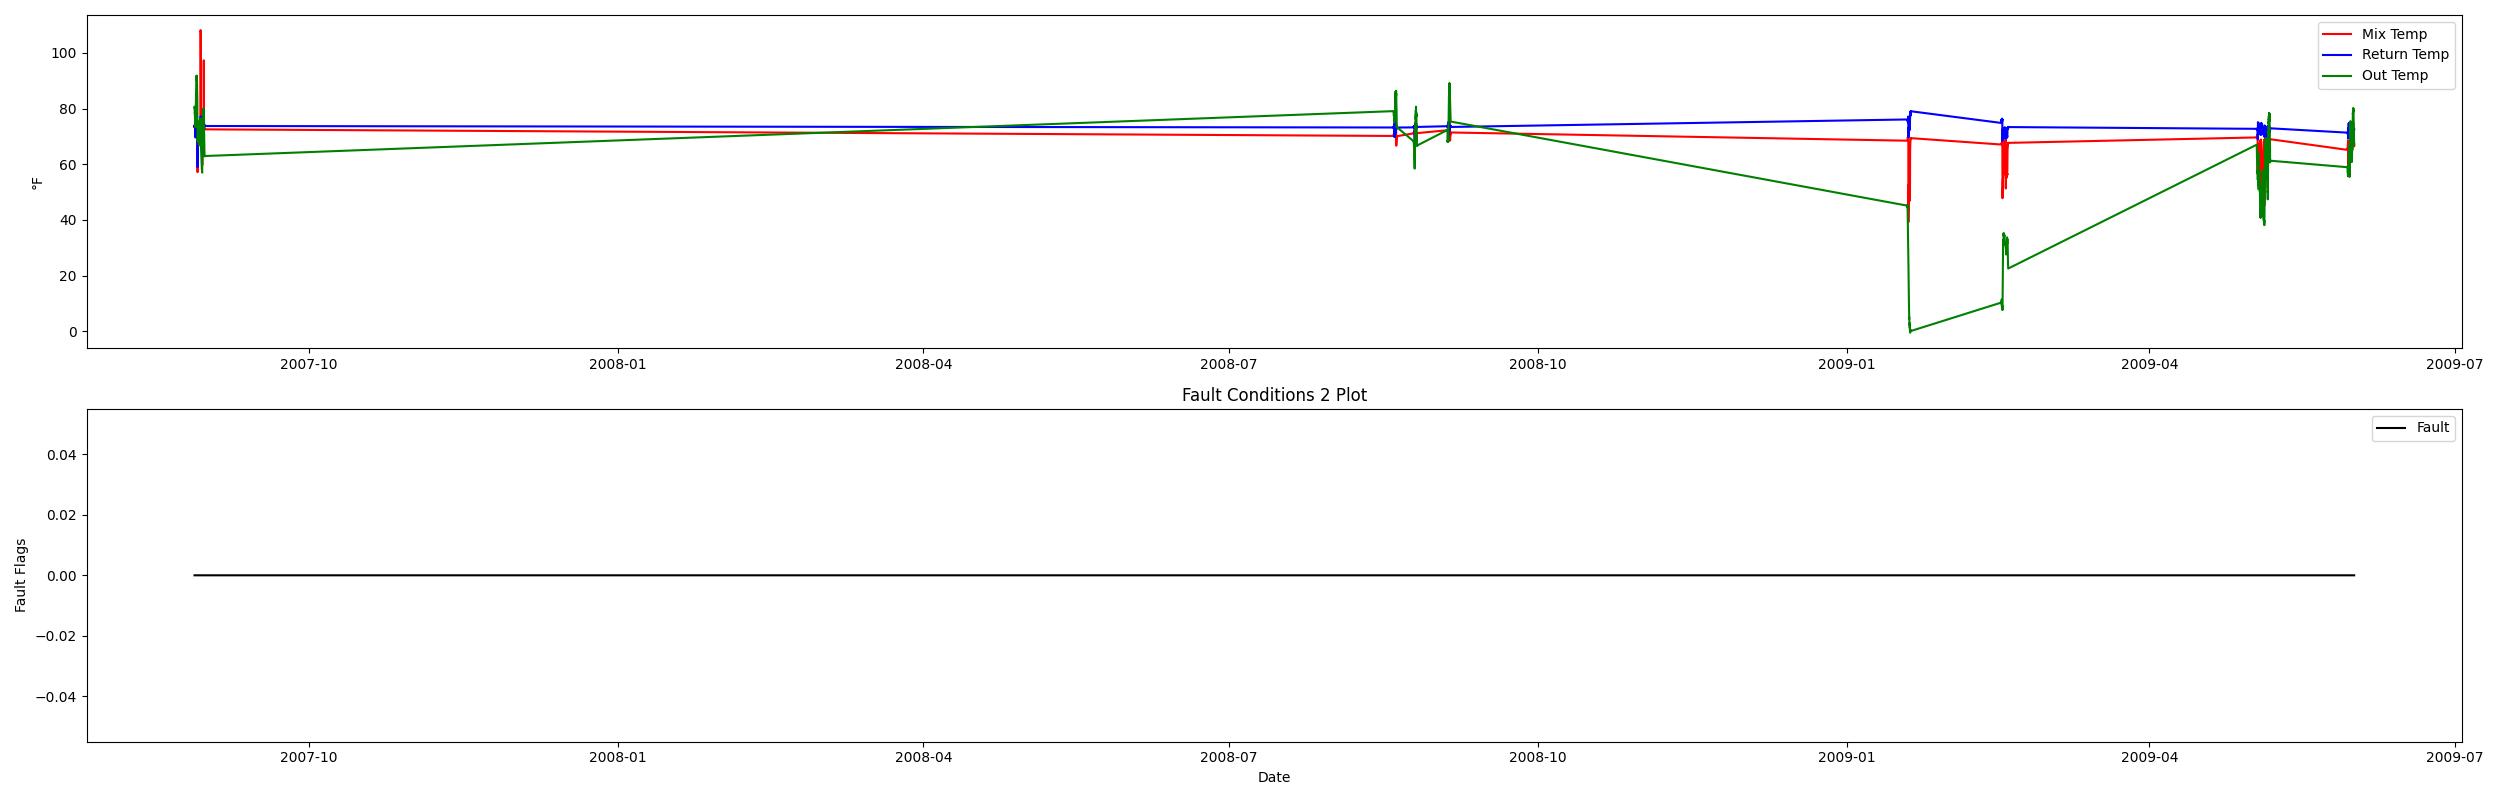 Mix Temp
Return Temp
Out Temp
100
80
60
40
20
0
°F
2007-10 2008-01 2008-04 2008-07 2008-10 2009-01 2009-04 2009-07
Fault Conditions 2 Plot
Fault
0.04
0.02
0.00
−0.02
−0.04
Fault Flags
2007-10 2008-01 2008-04 2008-07 2008-10 2009-01 2009-04 2009-07
Date